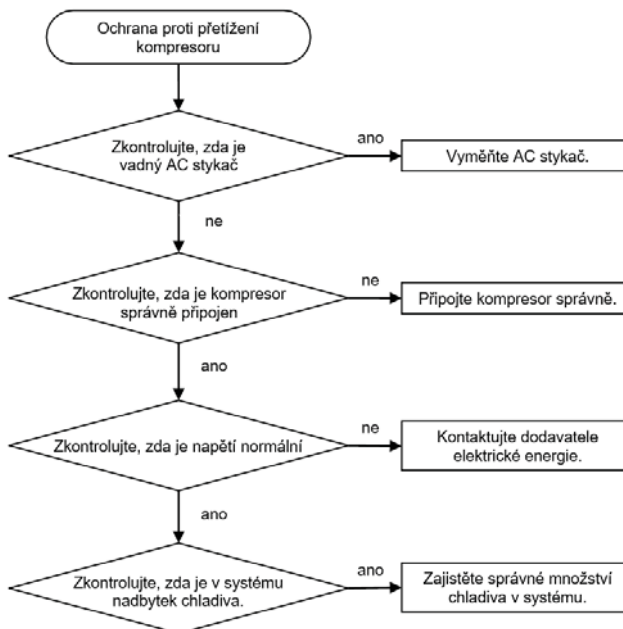 Ochrana proti přetížení
kompresoru
Zkontrolujte, zda je
vadný AC stykač
ano
Vyměňte AC stykač.
ne
Zkontrolujte, zda je kompresor
správně připojen
ne
Připojte kompresor správně.
ano
Zkontrolujte, zda je napětí normální
ne
Kontaktujte dodavatele
elektrické energie.
ano
Zkontrolujte, zda je v systému
nadbytek chladiva.
ano
Zajistěte správné množství
chladiva v systému.